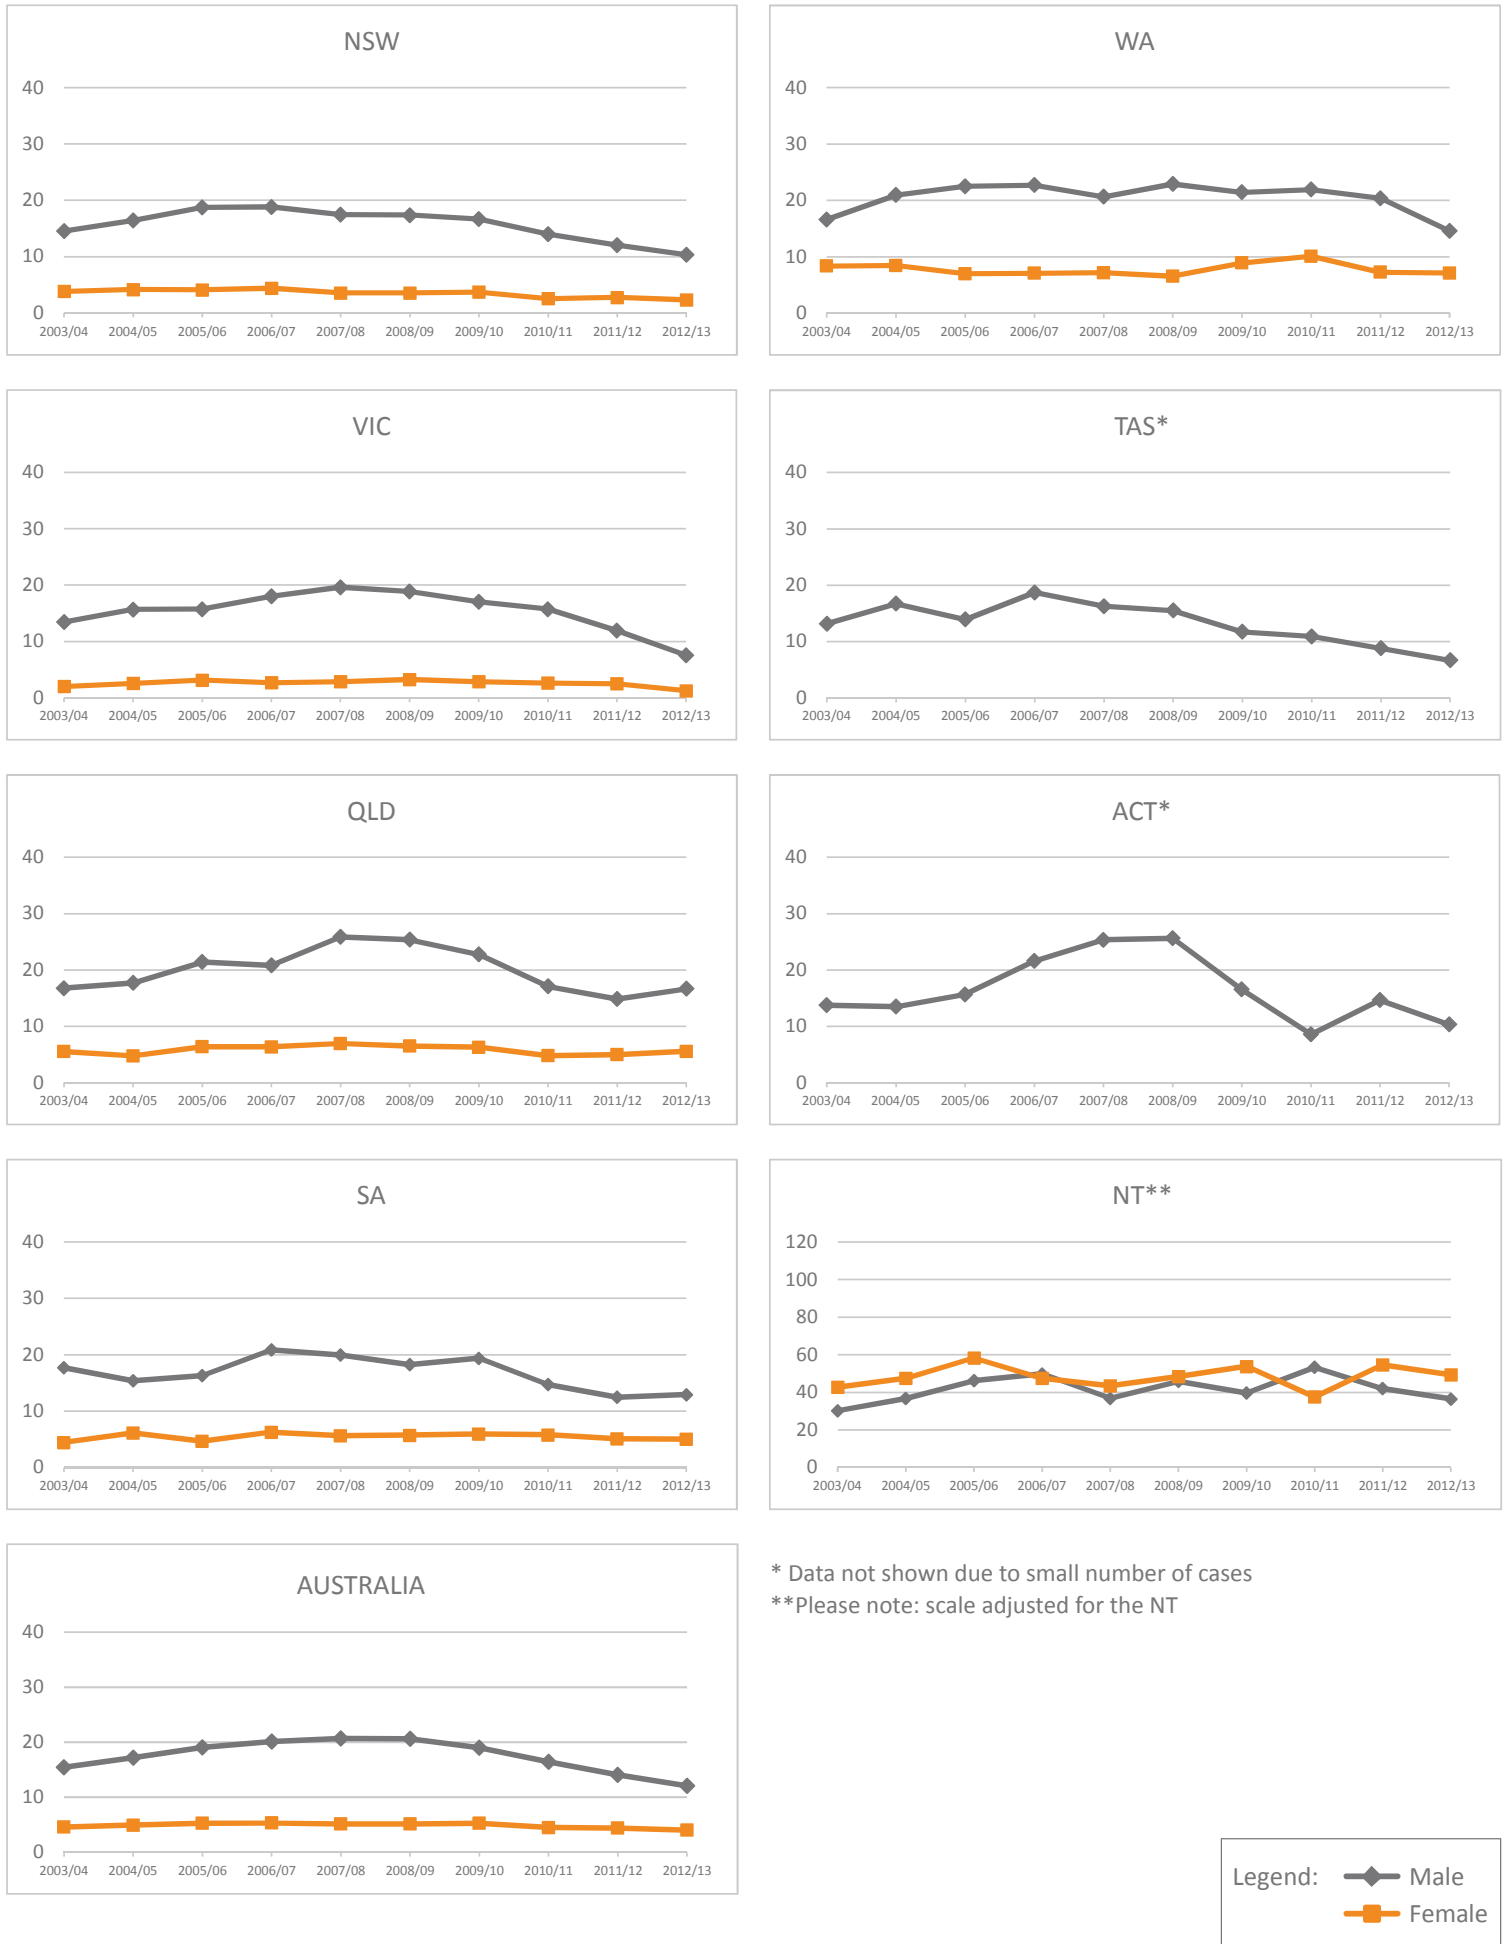 NSW
40
30
20
10
0
2003/04 2004/05 2005/06 2006/07 2007/08 2008/09 2009/10 2010/11 2011/12 2012/13
WA
40
30
20
10
0
2003/04 2004/05 2005/06 2006/07 2007/08 2008/09 2009/10 2010/11 2011/12 2012/13
VIC
40
30
20
10
0
2003/04 2004/05 2005/06 2006/07 2007/08 2008/09 2009/10 2010/11 2011/12 2012/13
TAS*
40
30
20
10
0
2003/04 2004/05 2005/06 2006/07 2007/08 2008/09 2009/10 2010/11 2011/12 2012/13
QLD
40
30
20
10
0
2003/04 2004/05 2005/06 2006/07 2007/08 2008/09 2009/10 2010/11 2011/12 2012/13
ACT*
40
30
20
10
0
2003/04 2004/05 2005/06 2006/07 2007/08 2008/09 2009/10 2010/11 2011/12 2012/13
SA
40
30
20
10
0
2003/04 2004/05 2005/06 2006/07 2007/08 2008/09 2009/10 2010/11 2011/12 2012/13
NT**
120
100
80
60
40
20
0
2003/04 2004/05 2005/06 2006/07 2007/08 2008/09 2009/10 2010/11 2011/12 2012/13
AUSTRALIA
40
30
20
10
0
2003/04 2004/05 2005/06 2006/07 2007/08 2008/09 2009/10 2010/11 2011/12 2012/13
* Data not shown due to small number of cases
**Please note: scale adjusted for the NT
Legend: Male
Female